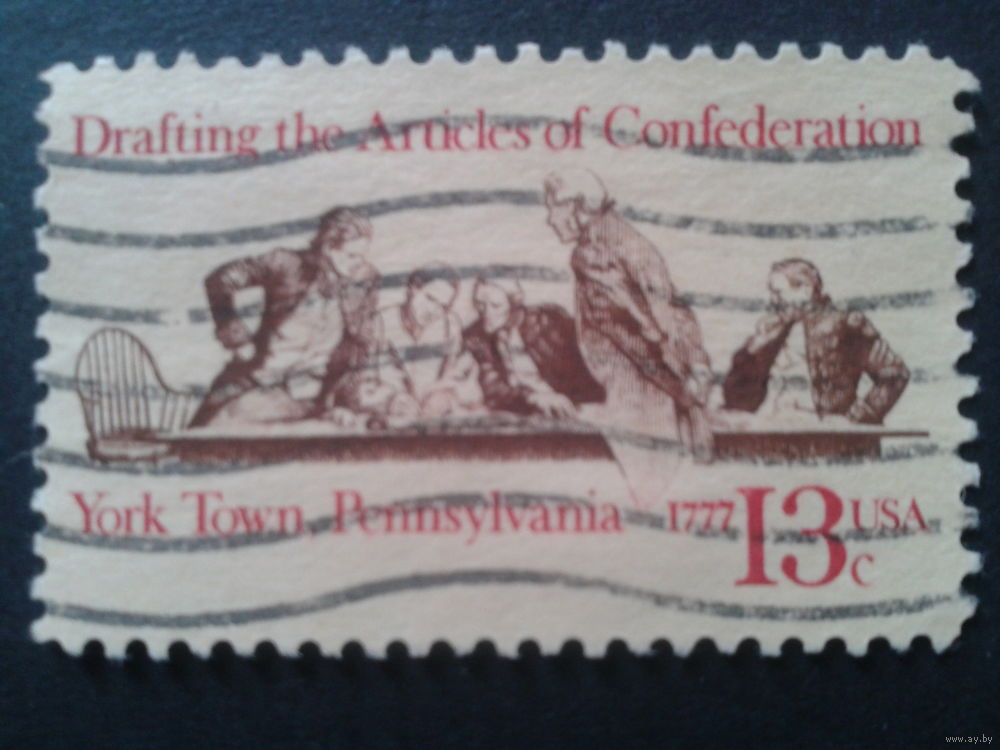 Drafting the Articles of Confederation
York Town, Pennsylvania 1777 13c USA
www.ay.by